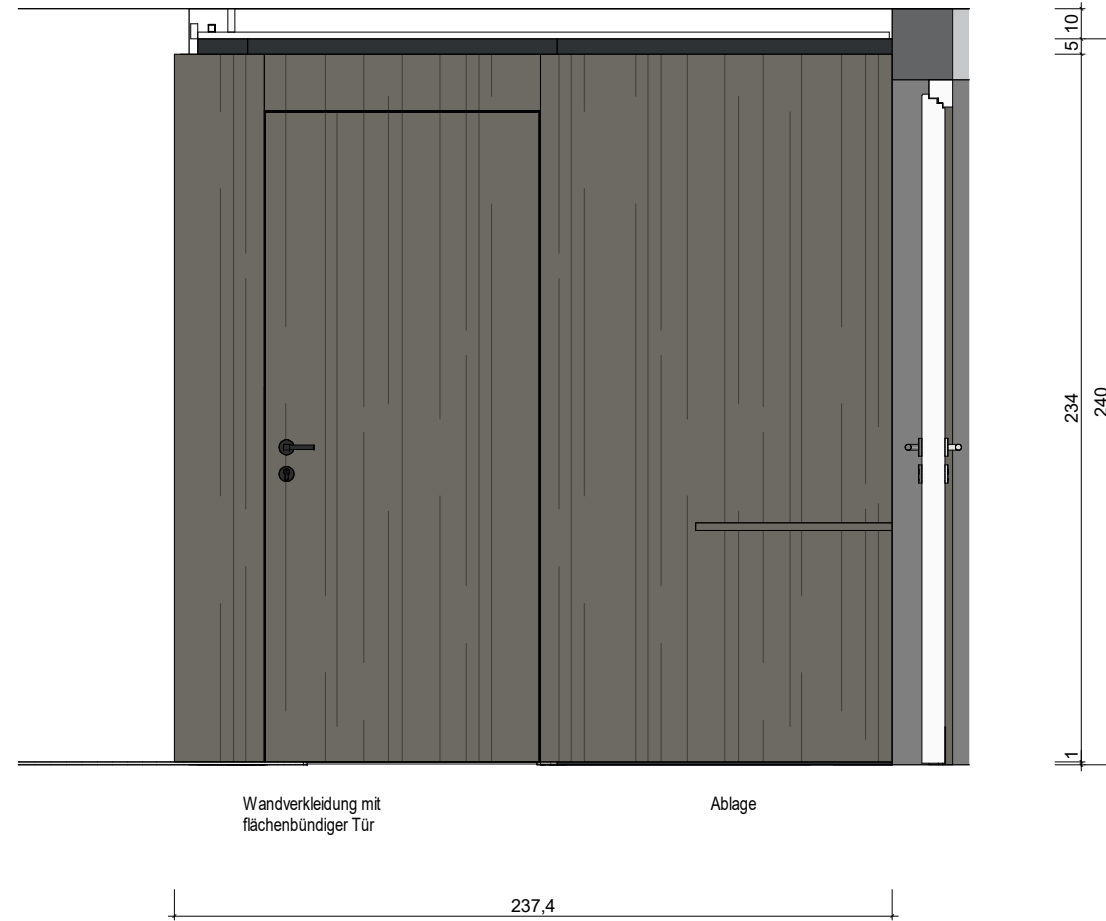 10
5
234
240
1
Wandverkleidung mit
flächenbündiger Tür
Ablage
237,4